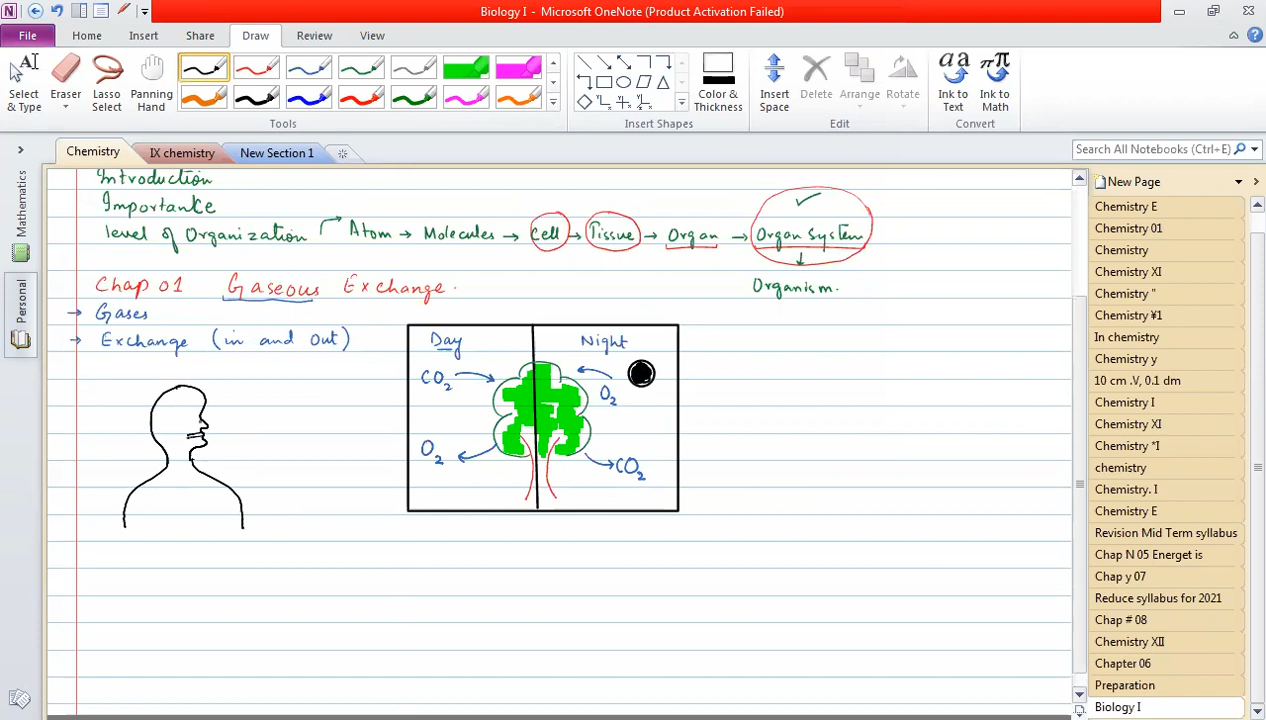 Biology I - Microsoft OneNote (Product Activation Failed)
File Home Insert Share Draw Review View
Select & Type
Eraser
Lasso Select
Panning Hand
Color & Thickness
Insert Space
Delete
Arrange
Rotate
Ink to Text
Ink to Math
Tools
Insert Shapes
Edit
Convert
Chemistry IX chemistry New Section 1
Search All Notebooks (Ctrl+E)
Mathematics
Personal
Introduction
Importance
level of Organization → Atom → Molecules → Cell → Tissue → Organ → Organ System
↓
Organism.
Chap 01 Gaseous Exchange.
→ Gases
→ Exchange (in and Out)
Day Night
CO2
O2
O2
CO2
New Page
Chemistry E
Chemistry 01
Chemistry
Chemistry XI
Chemistry "
Chemistry ¥1
In chemistry
Chemistry y
10 cm .V, 0.1 dm
Chemistry I
Chemistry XI
Chemistry *I
chemistry
Chemistry. I
Chemistry E
Revision Mid Term syllabus
Chap N 05 Energet is
Chap y 07
Reduce syllabus for 2021
Chap # 08
Chemistry XII
Chapter 06
Preparation
Biology I